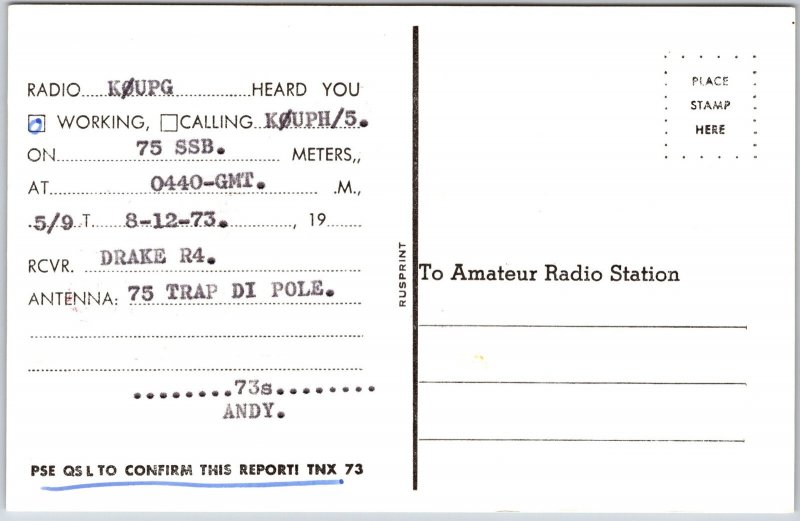 RADIO KØUPG HEARD YOU
WORKING, CALLING KØUPH/5.
ON 75 SSB. METERS,,
AT 0440-GMT. .M.,
5/9 T. 8-12-73. , 19
RCVR. DRAKE R4.
ANTENNA: 75 TRAP DI POLE.
........73s........
ANDY.
PSE QSL TO CONFIRM THIS REPORT! TNX 73
RUSPRINT
PLACE
STAMP
HERE
To Amateur Radio Station